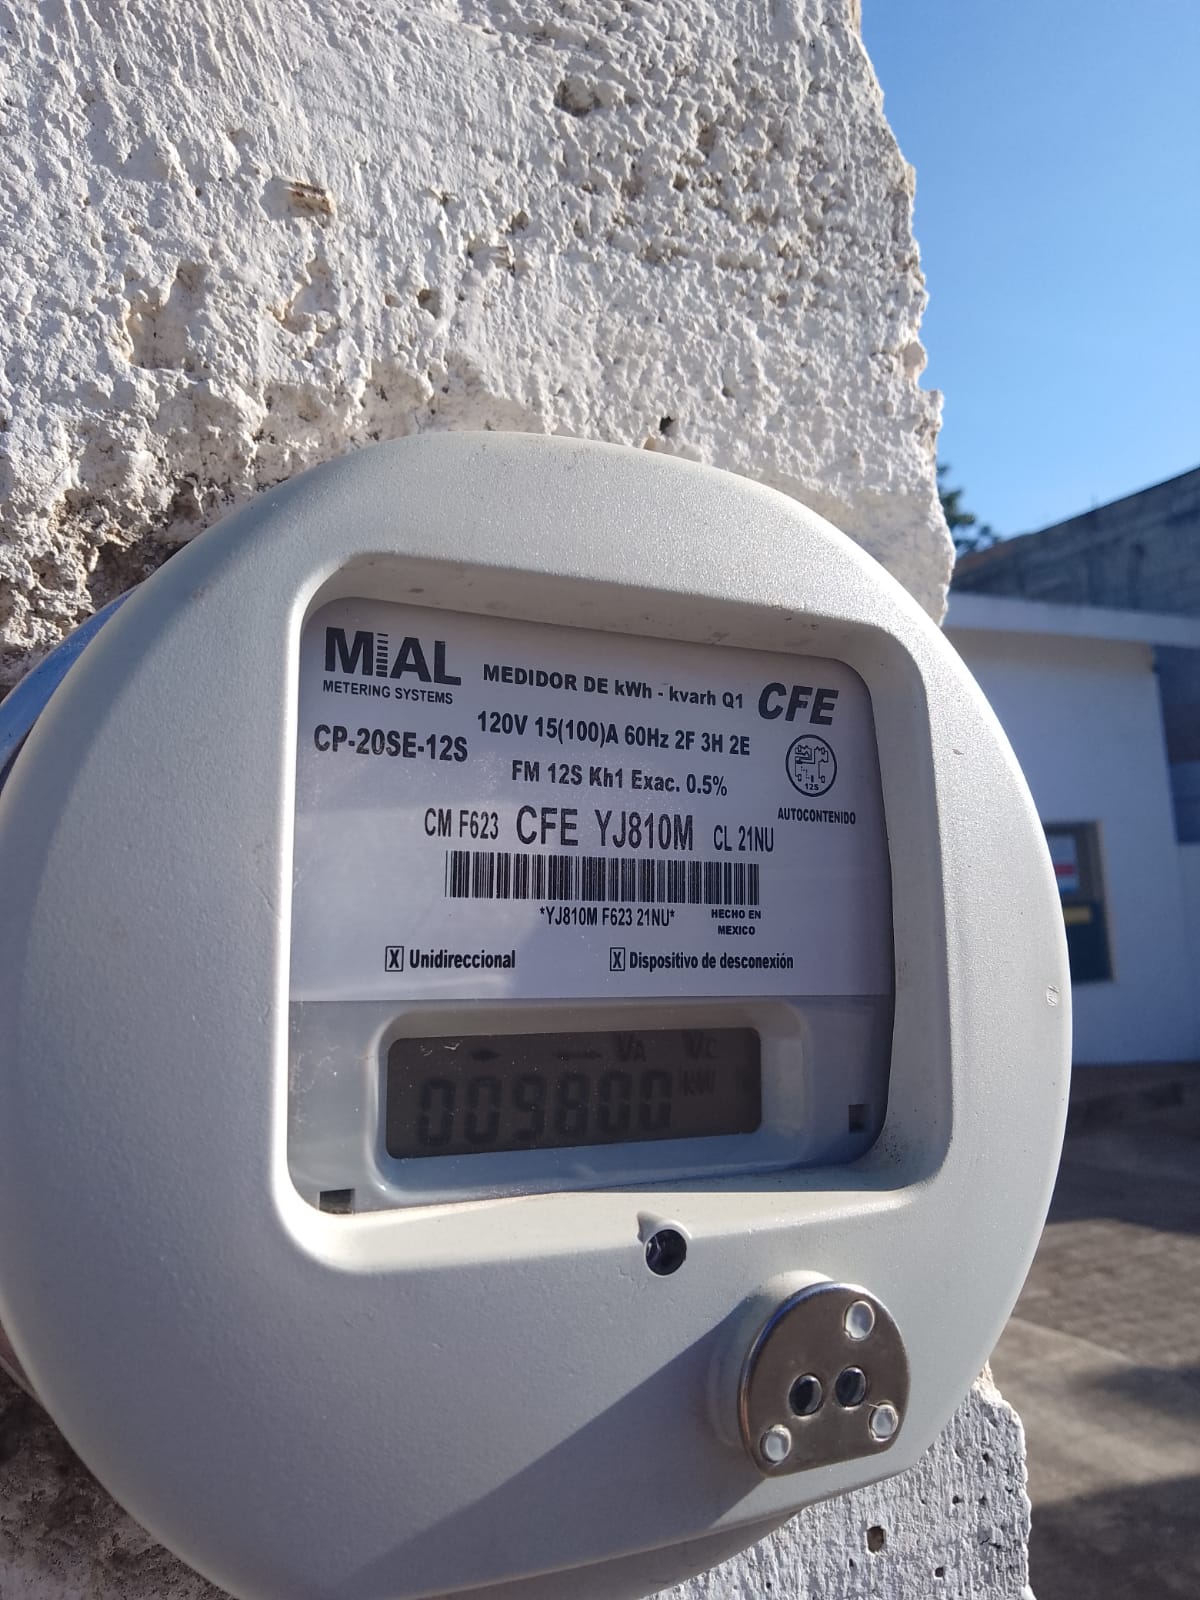 MIAL
METERING SYSTEMS
MEDIDOR DE kWh - kvarh Q1
CFE
CP-20SE-12S
120V 15(100)A 60Hz 2F 3H 2E
FM 12S Kh1 Exac. 0.5%
12S
AUTOCONTENIDO
CM F623 CFE YJ810M CL 21NU
*YJ810M F623 21NU*
HECHO EN
MEXICO
X Unidireccional
X Dispositivo de desconexión
VA VC